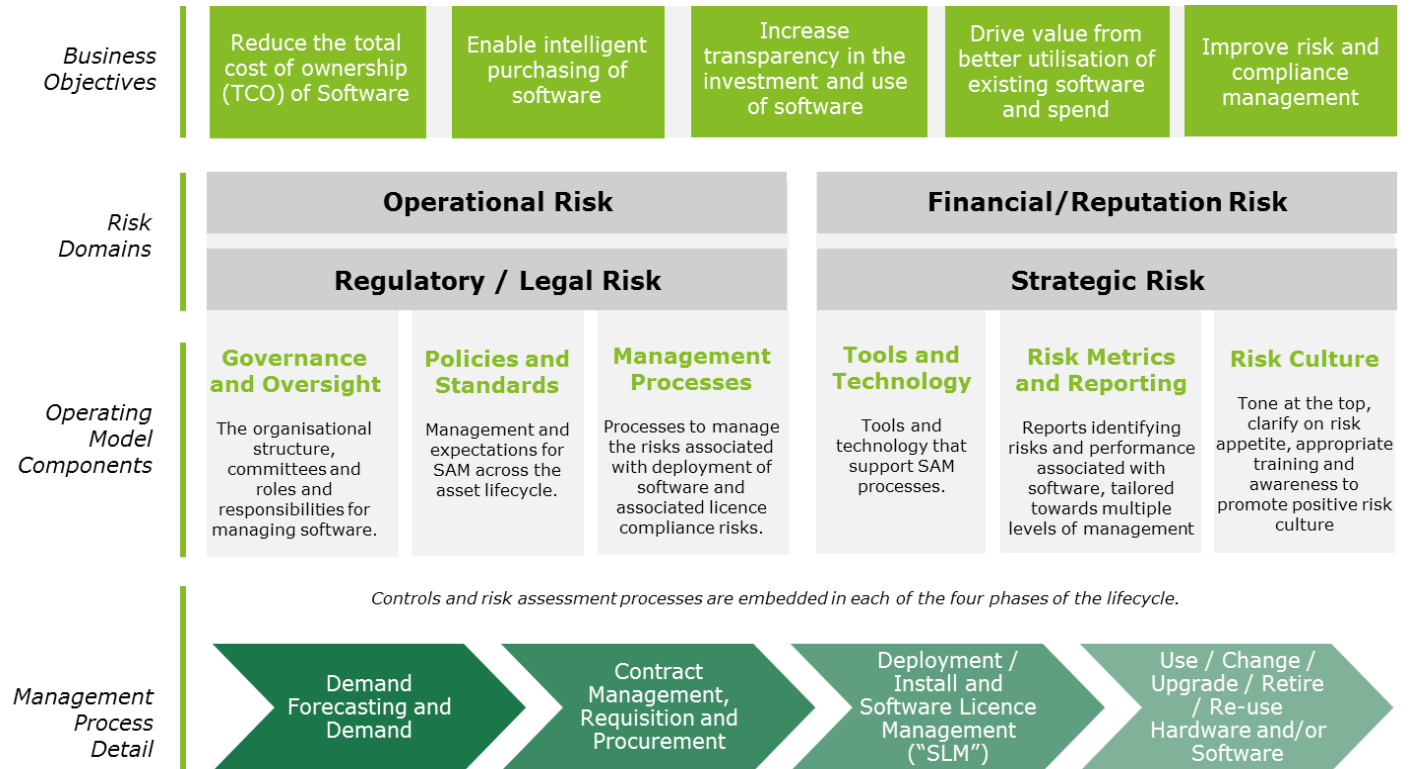 Business
Objectives
Reduce the total
cost of ownership
(TCO) of Software
Enable intelligent
purchasing of
software
Increase
transparency in the
investment and use
of software
Drive value from
better utilisation of
existing software
and spend
Improve risk and
compliance
management
Risk
Domains
Operational Risk
Financial/Reputation Risk
Regulatory / Legal Risk
Strategic Risk
Operating
Model
Components
Governance
and Oversight
The organisational
structure,
committees and
roles and
responsibilities for
managing software.
Policies and
Standards
Management and
expectations for
SAM across the
asset lifecycle.
Management
Processes
Processes to manage
the risks associated
with deployment of
software and
associated licence
compliance risks.
Tools and
Technology
Tools and
technology that
support SAM
processes.
Risk Metrics
and Reporting
Reports identifying
risks and performance
associated with
software, tailored
towards multiple
levels of management
Risk Culture
Tone at the top,
clarify on risk
appetite, appropriate
training and
awareness to
promote positive risk
culture
Management
Process
Detail
Controls and risk assessment processes are embedded in each of the four phases of the lifecycle.
Demand
Forecasting and
Demand
Contract
Management,
Requisition and
Procurement
Deployment /
Install and
Software Licence
Management
(“SLM”)
Use / Change /
Upgrade / Retire
/ Re-use
Hardware and/or
Software